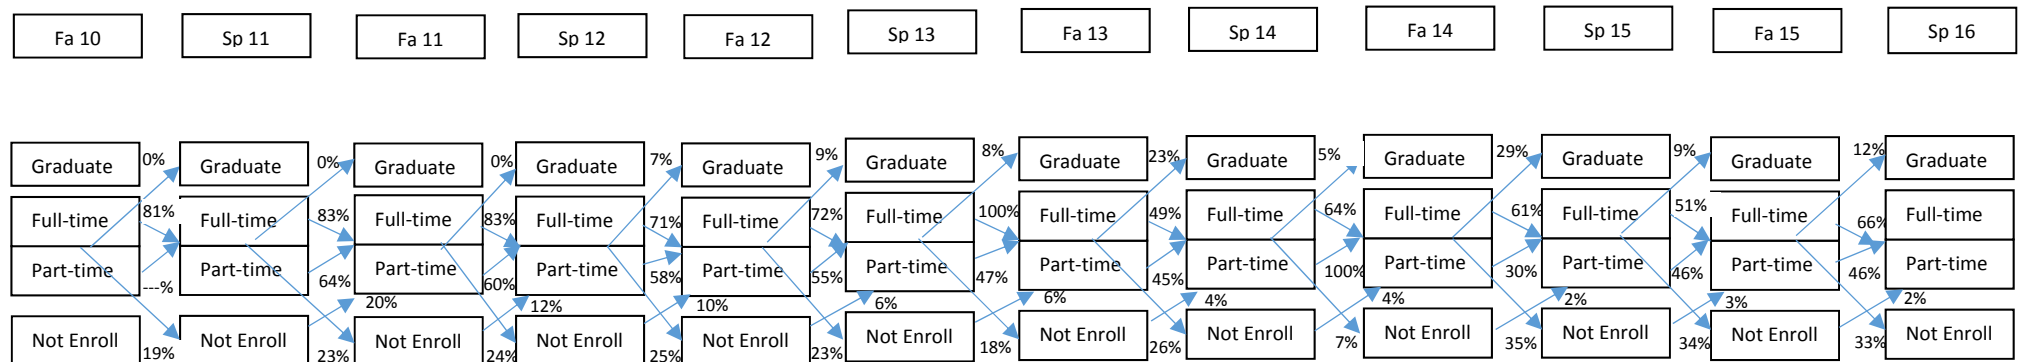 Fa 10 Sp 11 Fa 11 Sp 12 Fa 12 Sp 13 Fa 13 Sp 14 Fa 14 Sp 15 Fa 15 Sp 16
Graduate 0% Graduate 0% Graduate 0% Graduate 7% Graduate 9% Graduate 8% Graduate 23% Graduate 5% Graduate 29% Graduate 9% Graduate 12% Graduate
Full-time 81% Full-time 83% Full-time 83% Full-time 71% Full-time 72% Full-time 100% Full-time 49% Full-time 64% Full-time 61% Full-time 51% Full-time 66% Full-time
Part-time ---% Part-time 64% Part-time 60% Part-time 58% Part-time 55% Part-time 47% Part-time 45% Part-time 100% Part-time 30% Part-time 46% Part-time 46% Part-time
20% 12% 10% 6% 6% 4% 4% 2% 3% 2%
Not Enroll 19% Not Enroll 23% Not Enroll 24% Not Enroll 25% Not Enroll 23% Not Enroll 18% Not Enroll 26% Not Enroll 7% Not Enroll 35% Not Enroll 34% Not Enroll 33% Not Enroll